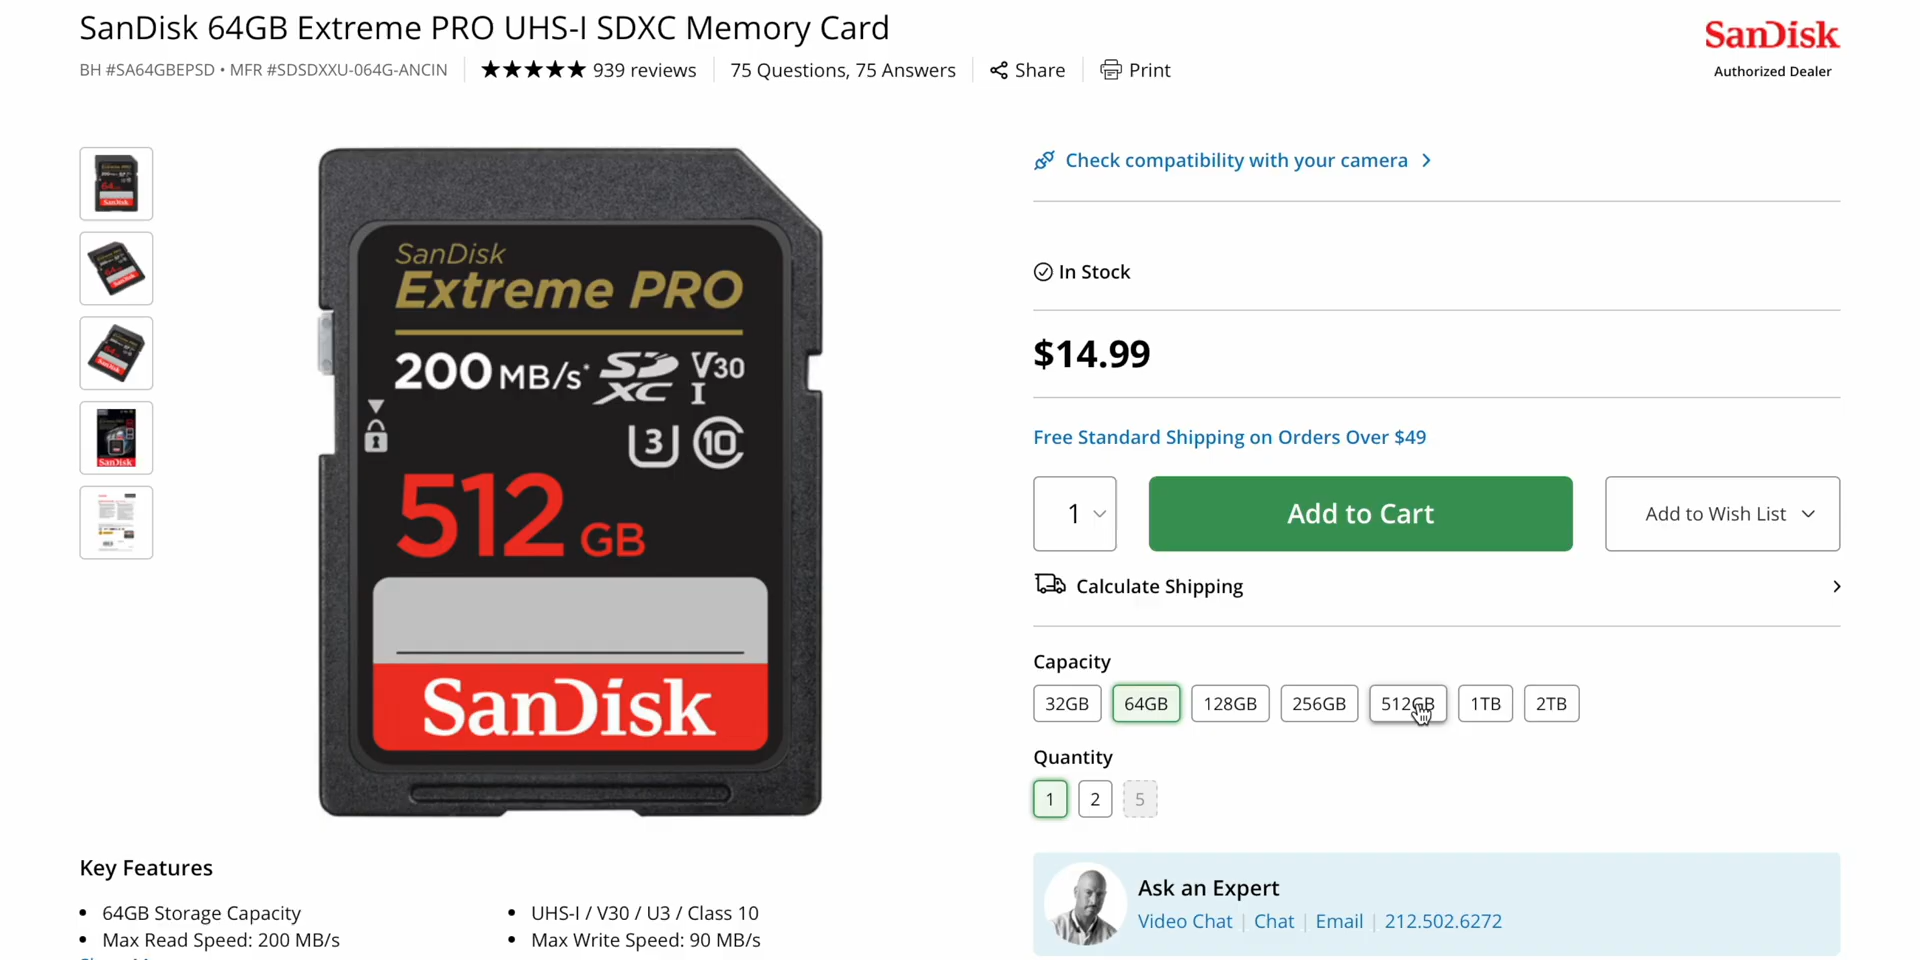 SanDisk 64GB Extreme PRO UHS-I SDXC Memory Card
BH #SA64GBEPSD • MFR #SDSDXXU-064G-ANCIN
939 reviews
75 Questions, 75 Answers
Share
Print
SanDisk
Authorized Dealer
SanDisk
Extreme PRO
200 MB/s* SD XC V30 I
3 10
512 GB
SanDisk
Check compatibility with your camera
In Stock
$14.99
Free Standard Shipping on Orders Over $49
1
Add to Cart
Add to Wish List
Calculate Shipping
Capacity
32GB 64GB 128GB 256GB 512GB 1TB 2TB
Quantity
1 2 5
Key Features
• 64GB Storage Capacity
• Max Read Speed: 200 MB/s
• UHS-I / V30 / U3 / Class 10
• Max Write Speed: 90 MB/s
Ask an Expert
Video Chat | Chat | Email | 212.502.6272